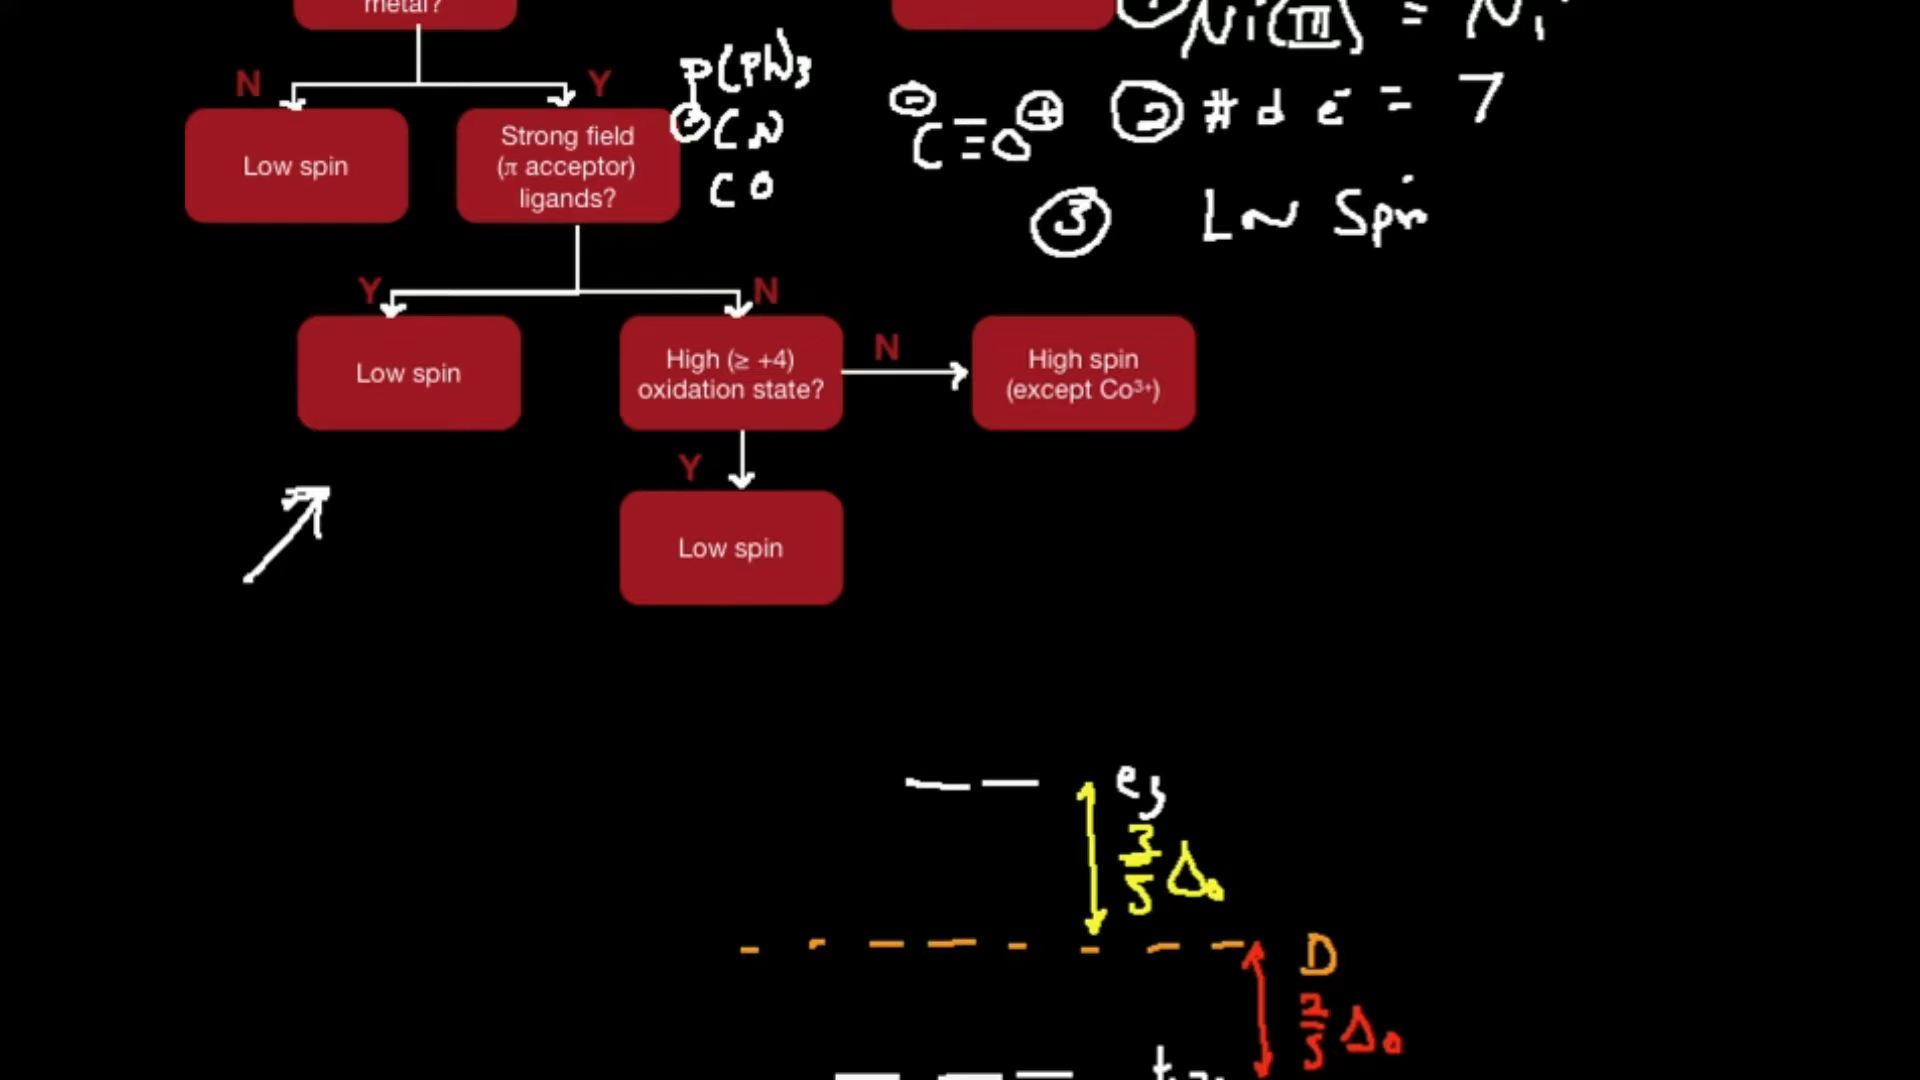 metal?
Ni(III) = Ni
N
Y
P(Ph)3
Low spin
Strong field
(π acceptor)
ligands?
- CN
CO
-
C≡O
+
2 # d e⁻ = 7
3 Low Spin
Y
N
Low spin
High (≥ +4)
oxidation state?
N
High spin
(except Co³⁺)
Y
Low spin
eg
3/5 Δo
D
2/5 Δo